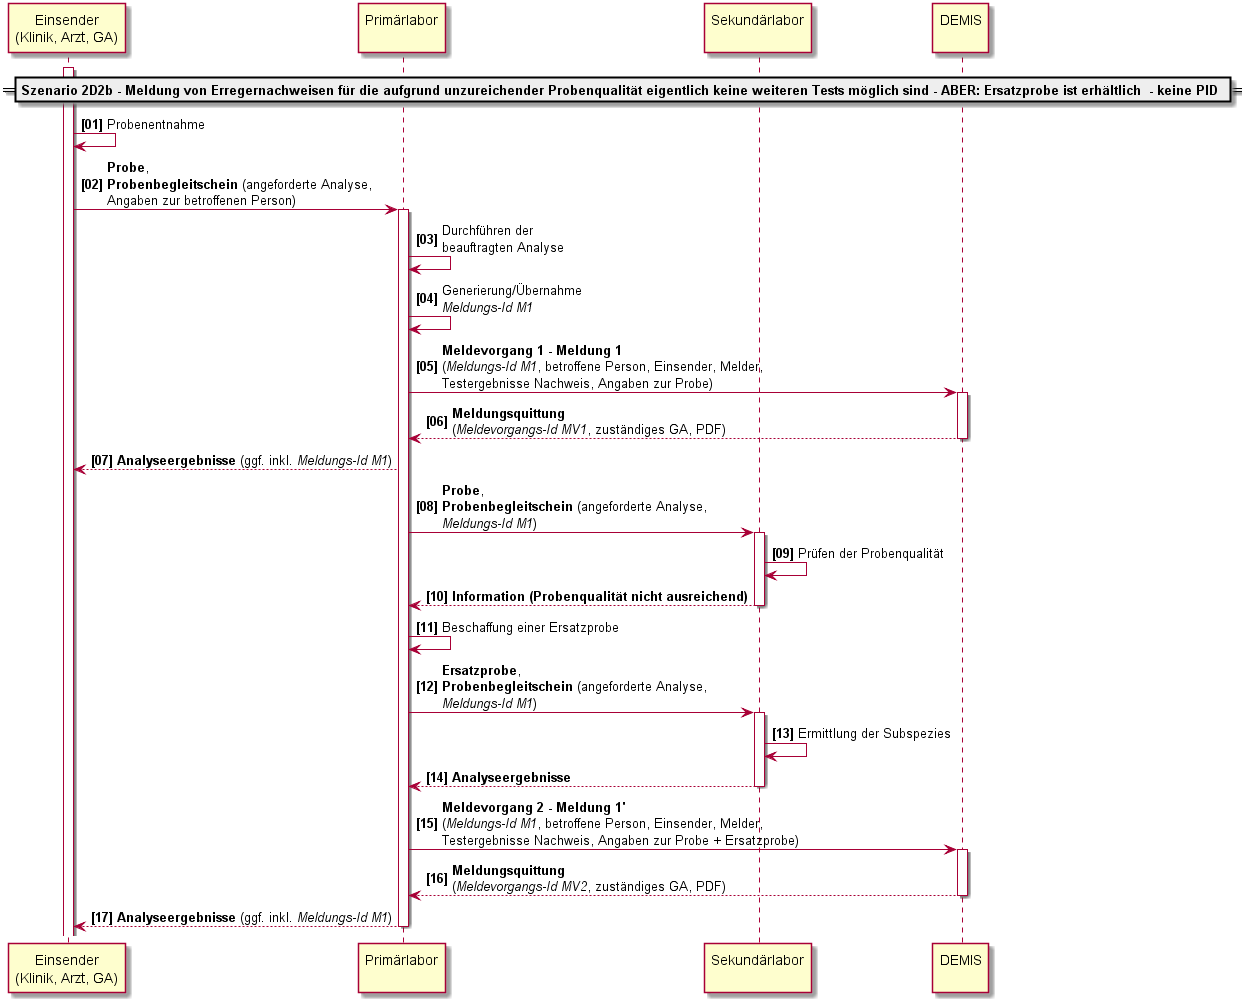 Einsender
(Klinik, Arzt, GA)
Primärlabor
Sekundärlabor
DEMIS
Szenario 2D2b - Meldung von Erregernachweisen für die aufgrund unzureichender Probenqualität eigentlich keine weiteren Tests möglich sind - ABER: Ersatzprobe ist erhältlich - keine PID
[01] Probenentnahme
Probe,
[02] Probenbegleitschein (angeforderte Analyse,
Angaben zur betroffenen Person)
[03] Durchführen der
beauftragten Analyse
[04] Generierung/Übernahme
Meldungs-Id M1
Meldevorgang 1 - Meldung 1
[05] (Meldungs-Id M1, betroffene Person, Einsender, Melder,
Testergebnisse Nachweis, Angaben zur Probe)
[06] Meldungsquittung
(Meldevorgangs-Id MV1, zuständiges GA, PDF)
[07] Analyseergebnisse (ggf. inkl. Meldungs-Id M1)
Probe,
[08] Probenbegleitschein (angeforderte Analyse,
Meldungs-Id M1)
[09] Prüfen der Probenqualität
[10] Information (Probenqualität nicht ausreichend)
[11] Beschaffung einer Ersatzprobe
Ersatzprobe,
[12] Probenbegleitschein (angeforderte Analyse,
Meldungs-Id M1)
[13] Ermittlung der Subspezies
[14] Analyseergebnisse
Meldevorgang 2 - Meldung 1'
[15] (Meldungs-Id M1, betroffene Person, Einsender, Melder,
Testergebnisse Nachweis, Angaben zur Probe + Ersatzprobe)
[16] Meldungsquittung
(Meldevorgangs-Id MV2, zuständiges GA, PDF)
[17] Analyseergebnisse (ggf. inkl. Meldungs-Id M1)
Einsender
(Klinik, Arzt, GA)
Primärlabor
Sekundärlabor
DEMIS